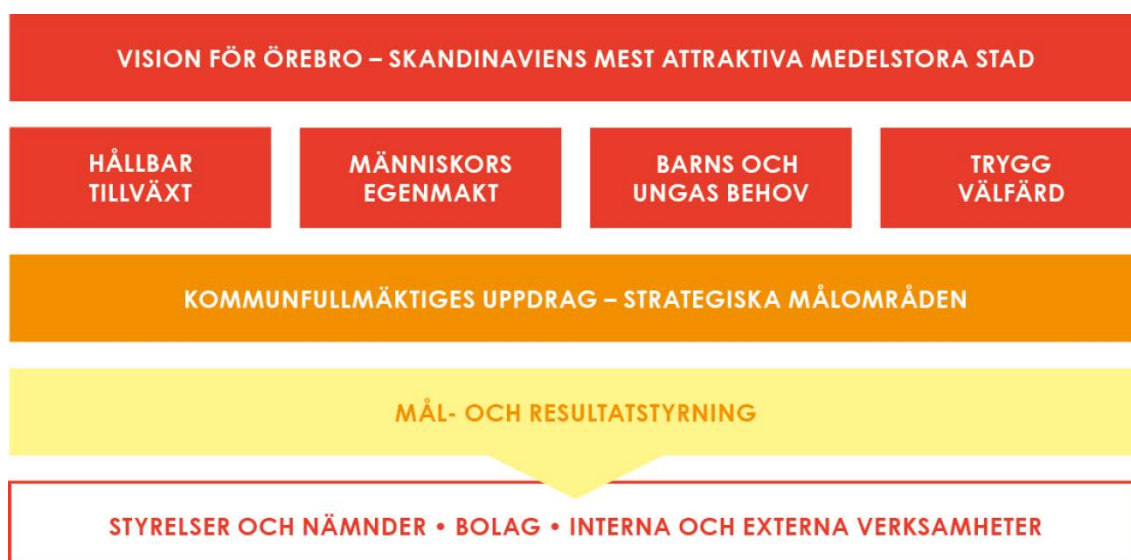 VISION FÖR ÖREBRO – SKANDINAVIENS MEST ATTRAKTIVA MEDELSTORA STAD
HÅLLBAR
TILLVÄXT
MÄNNISKORS
EGENMAKT
BARNS OCH
UNGAS BEHOV
TRYGG
VÄLFÄRD
KOMMUNFULLMÄKTIGES UPPDRAG – STRATEGISKA MÅLOMRÅDEN
MÅL- OCH RESULTATSTYRNING
STYRELSER OCH NÄMNDER • BOLAG • INTERNA OCH EXTERNA VERKSAMHETER